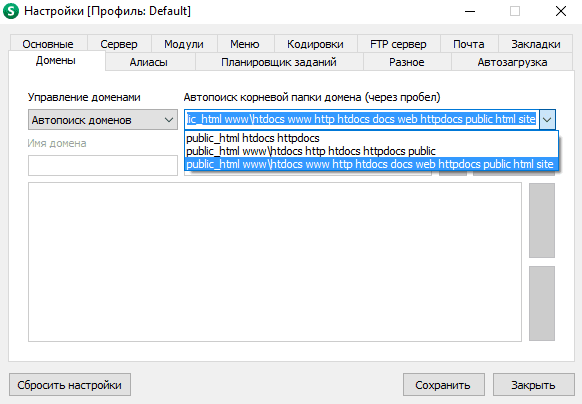 Настройки [Профиль: Default]
Основные Сервер Модули Меню Кодировки FTP сервер Почта Закладки
Домены Алиасы Планировщик заданий Разное Автозагрузка
Управление доменами Автопоиск корневой папки домена (через пробел)
Автопоиск доменов lic_html www\htdocs www http htdocs docs web httpdocs public html site
public_html htdocs httpdocs
Имя домена
public_html www\htdocs http htdocs httpdocs public
public_html www\htdocs www http htdocs docs web httpdocs public html site
Сбросить настройки Сохранить Закрыть